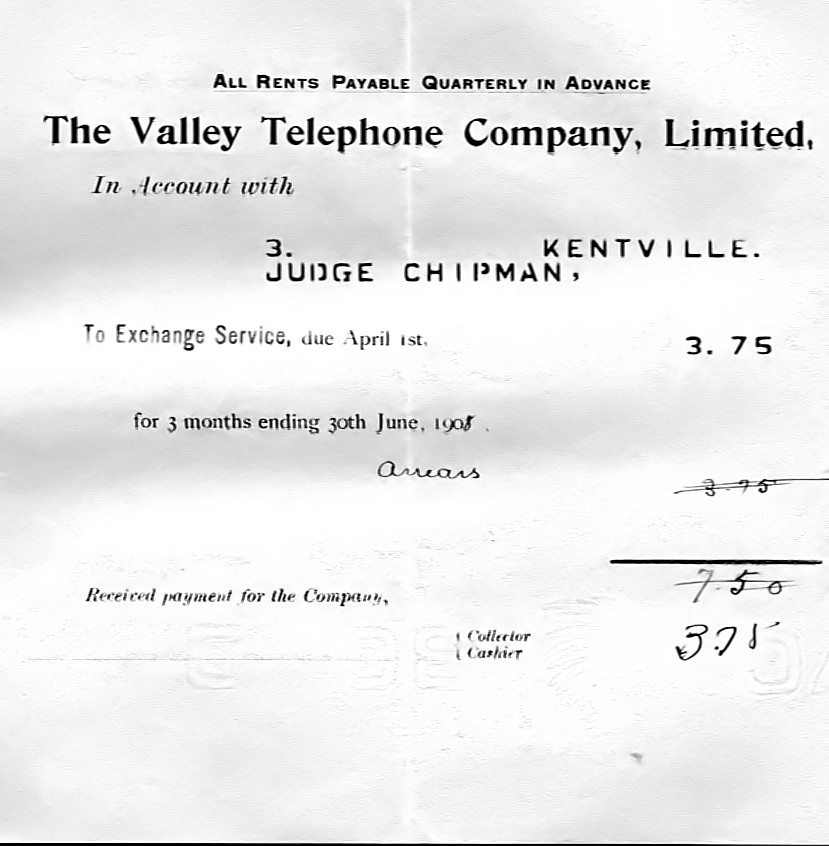 ALL RENTS PAYABLE QUARTERLY IN ADVANCE
The Valley Telephone Company, Limited,
In Account with
3. KENTVILLE.
JUDGE CHIPMAN,
To Exchange Service, due April 1st. 3.75
for 3 months ending 30th June, 1908.
Arrears 3.75
7.50
Received payment for the Company,
3.75
{ Collector
{ Cashier